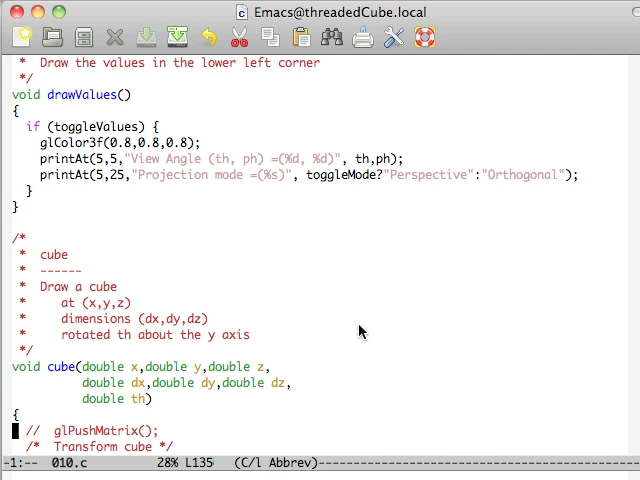 Emacs@threadedCube.local
*  Draw the values in the lower left corner
*/
void drawValues()
{
if (toggleValues) {
glColor3f(0.8,0.8,0.8);
printAt(5,5,"View Angle (th, ph) =(%d, %d)", th,ph);
printAt(5,25,"Projection mode =(%s)", toggleMode?"Perspective":"Orthogonal");
}
}
/*
*  cube
*  ------
*  Draw a cube
*     at (x,y,z)
*     dimensions (dx,dy,dz)
*     rotated th about the y axis
*/
void cube(double x,double y,double z,
double dx,double dy,double dz,
double th)
{
//  glPushMatrix();
/*  Transform cube */
-1:--  010.c          28% L135   (C/l Abbrev)--------------------------------------------